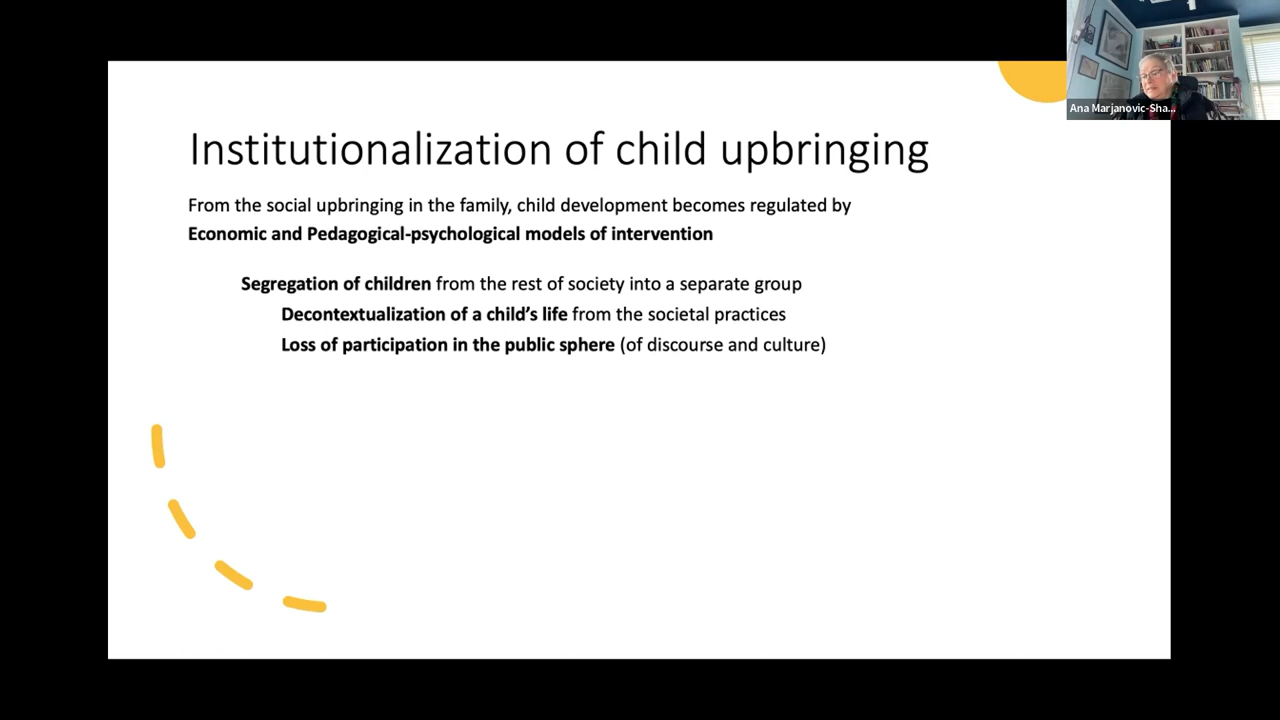 Institutionalization of child upbringing
From the social upbringing in the family, child development becomes regulated by
Economic and Pedagogical-psychological models of intervention
Segregation of children from the rest of society into a separate group
Decontextualization of a child’s life from the societal practices
Loss of participation in the public sphere (of discourse and culture)
Ana Marjanovic-Sha...